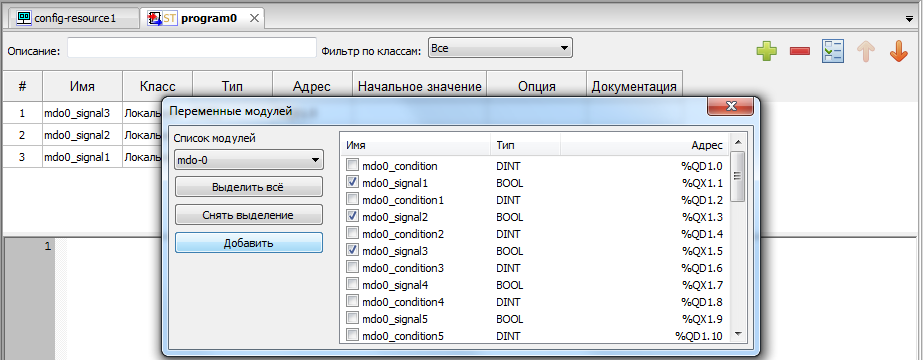 config-resource1 ST program0
Описание: Фильтр по классам: Все
# Имя Класс Тип Адрес Начальное значение Опция Документация
1 mdo0_signal3
2 mdo0_signal2
3 mdo0_signal1
Переменные модулей
Список модулей
mdo-0
Выделить всё
Снять выделение
Добавить
Имя Тип Адрес
mdo0_condition DINT %QD1.0
mdo0_signal1 BOOL %QX1.1
mdo0_condition1 DINT %QD1.2
mdo0_signal2 BOOL %QX1.3
mdo0_condition2 DINT %QD1.4
mdo0_signal3 BOOL %QX1.5
mdo0_condition3 DINT %QD1.6
mdo0_signal4 BOOL %QX1.7
mdo0_condition4 DINT %QD1.8
mdo0_signal5 BOOL %QX1.9
mdo0_condition5 DINT %QD1.10
1